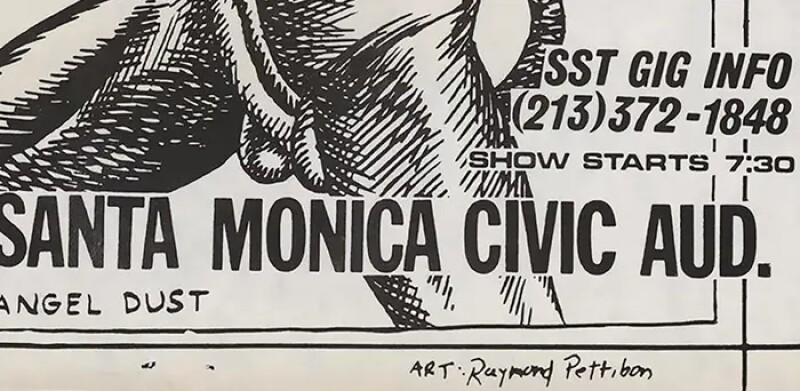 SST GIG INFO
(213)372-1848
SHOW STARTS 7:30
SANTA MONICA CIVIC AUD.
ANGEL DUST
ART: Raymond Pettibon